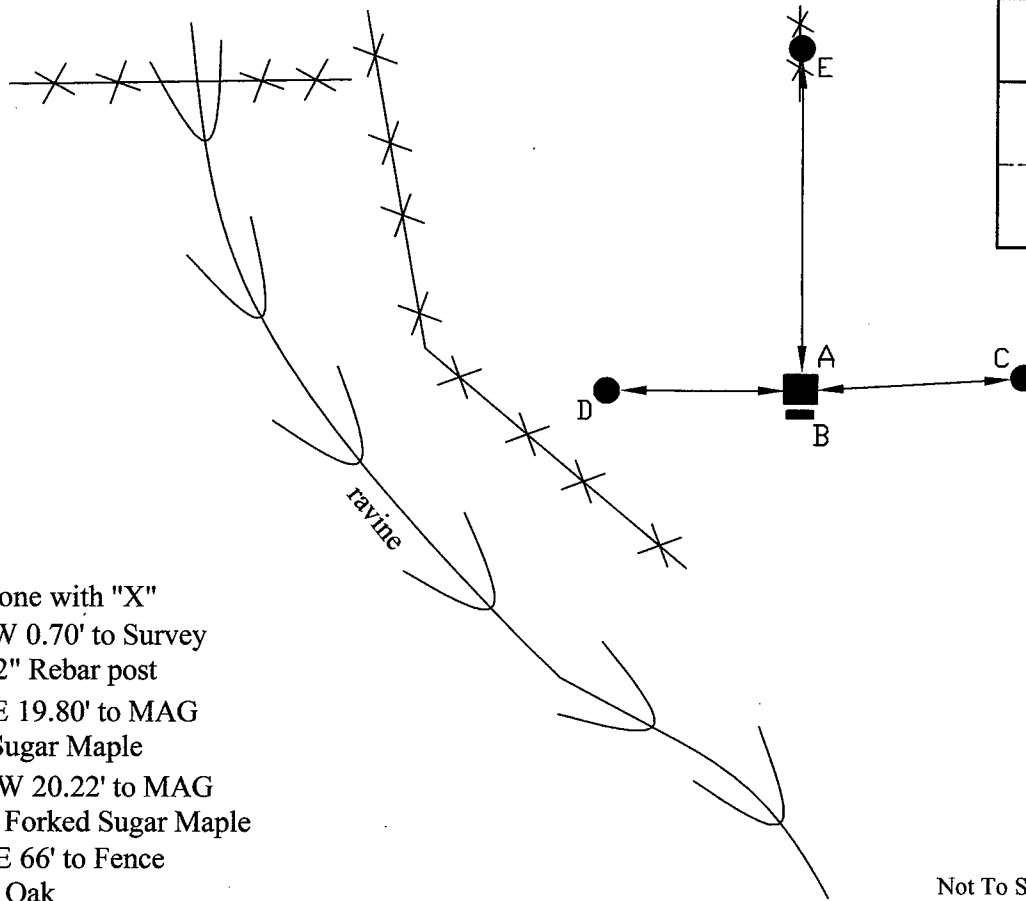 E
A
C
D
B
ravine
one with "X"
W 0.70' to Survey
2" Rebar post
E 19.80' to MAG
Sugar Maple
W 20.22' to MAG
Forked Sugar Maple
E 66' to Fence
Oak
Not To S